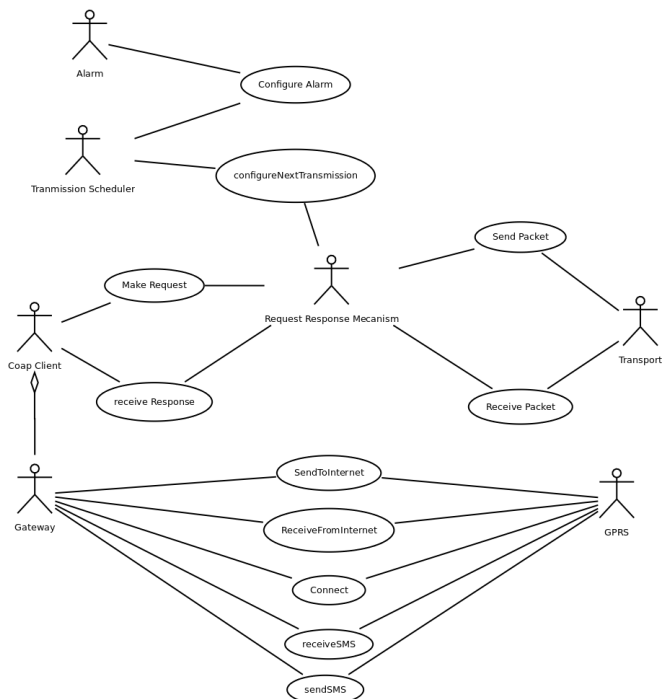 Alarm
Configure Alarm
Tranmission Scheduler
configureNextTransmission
Send Packet
Make Request
Request Response Mecanism
Coap Client
Transport
receive Response
Receive Packet
SendToInternet
Gateway
ReceiveFromInternet
GPRS
Connect
receiveSMS
sendSMS